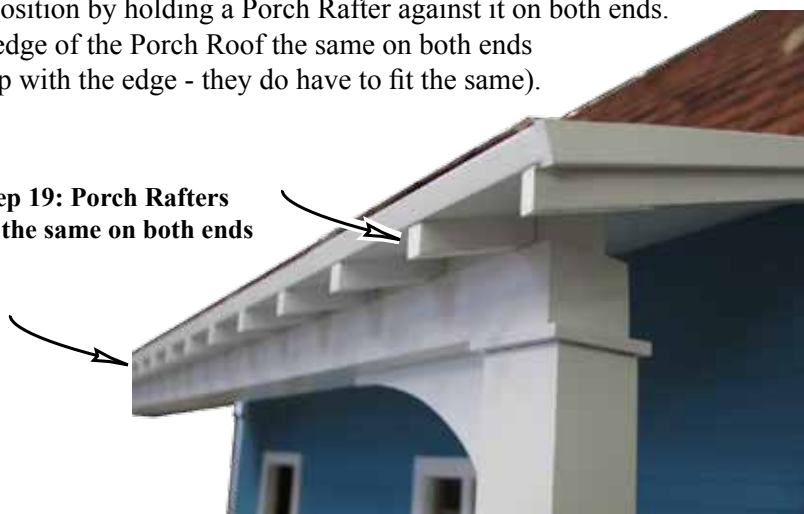 osition by holding a Porch Rafter against it on both ends.
edge of the Porch Roof the same on both ends
p with the edge - they do have to fit the same).
ep 19: Porch Rafters
the same on both ends